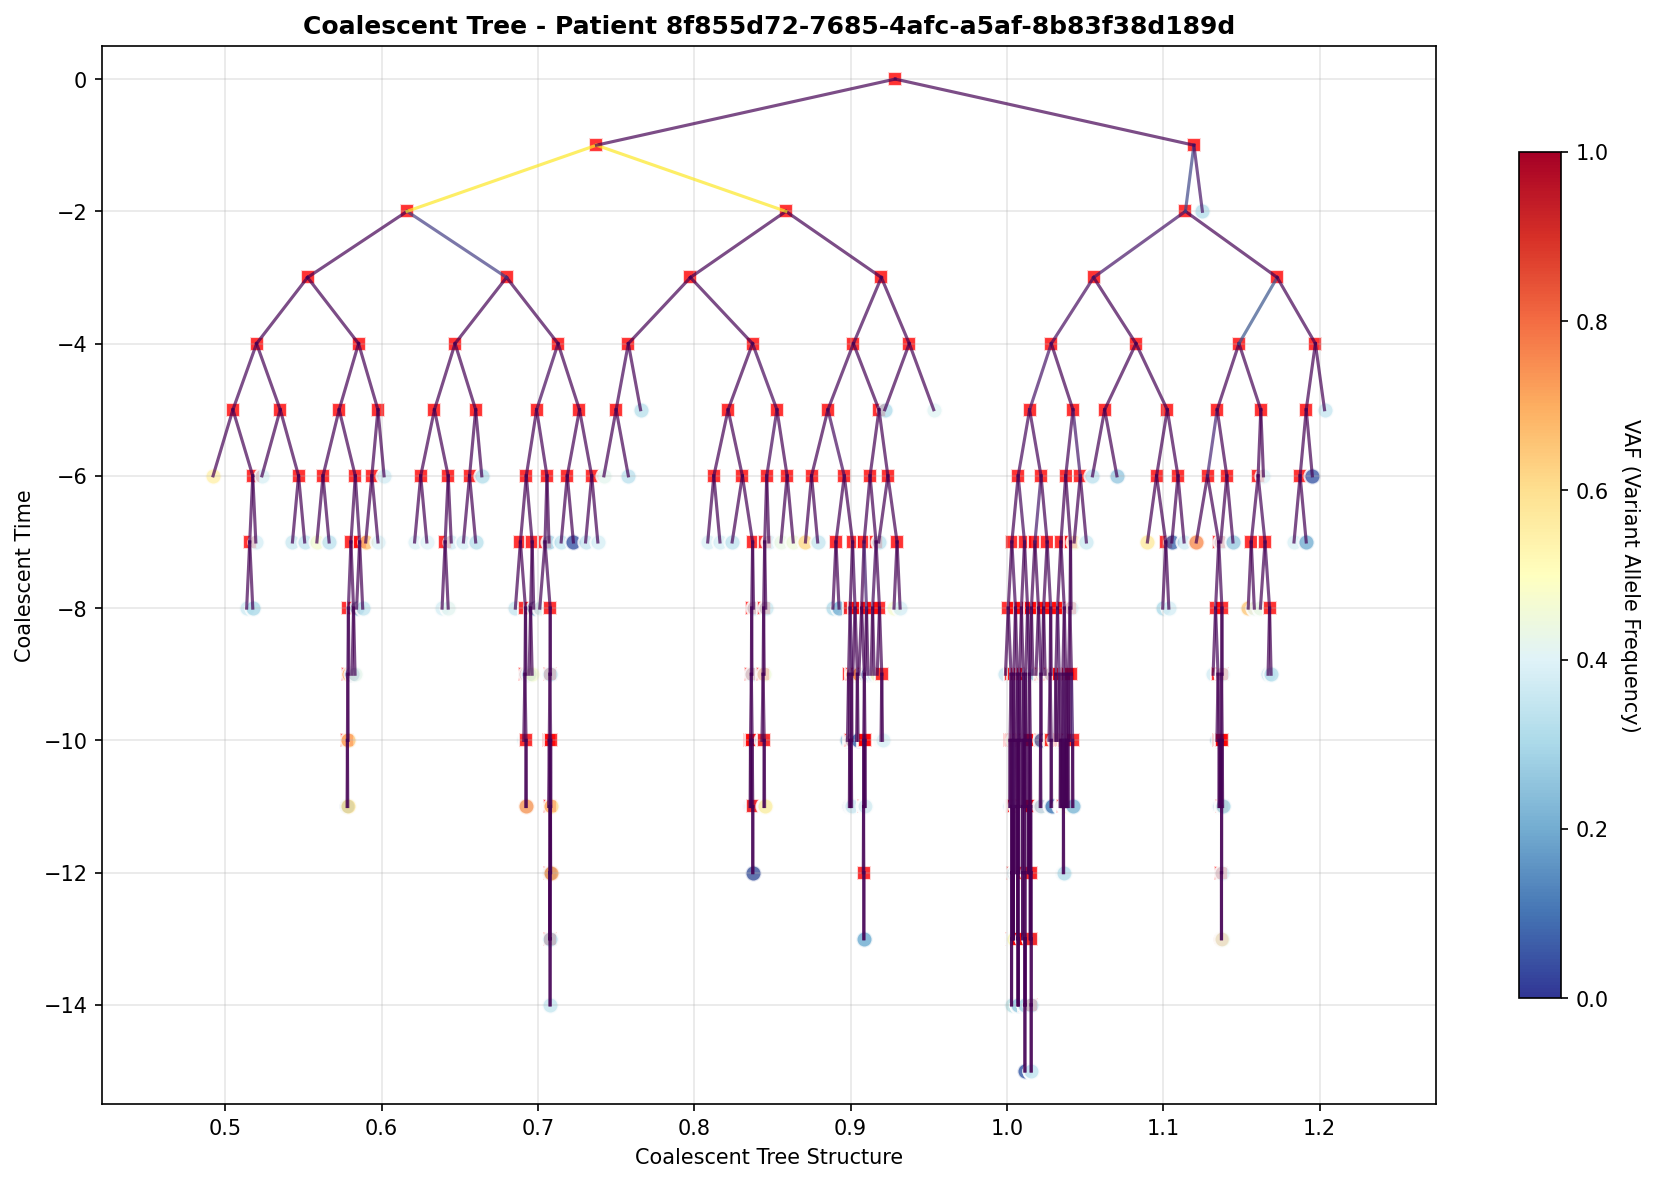 Coalescent Tree - Patient 8f855d72-7685-4afc-a5af-8b83f38d189d
Coalescent Time
0
−2
−4
−6
−8
−10
−12
−14
0.5 0.6 0.7 0.8 0.9 1.0 1.1 1.2
Coalescent Tree Structure
1.0
0.8
0.6
0.4
0.2
0.0
VAF (Variant Allele Frequency)